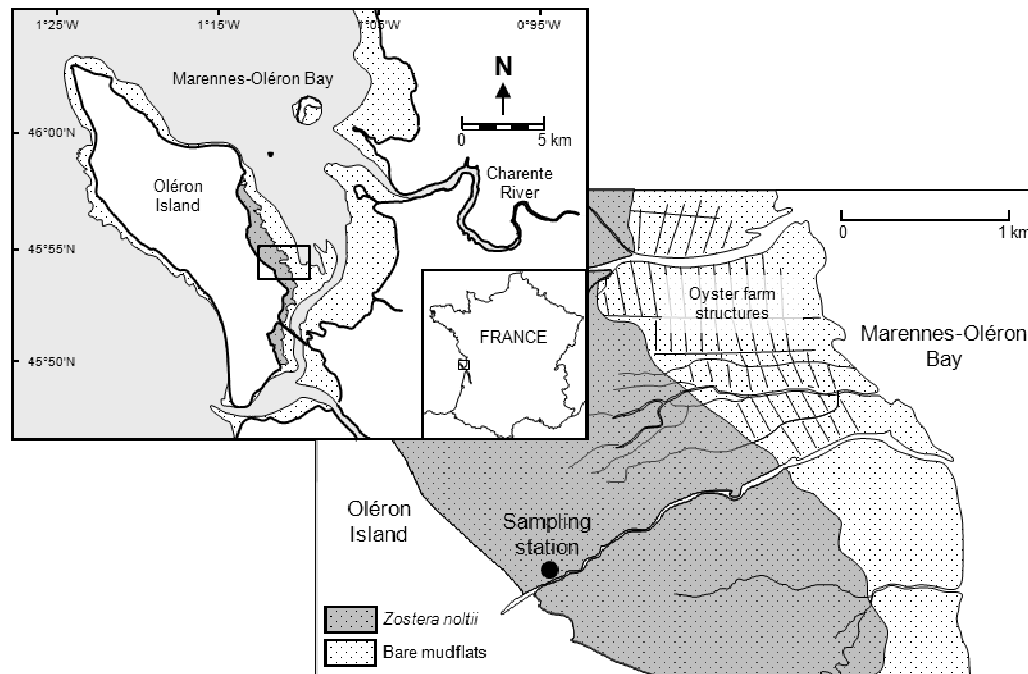 1°25'W
1°15'W
1°05'W
0°95'W
Marennes-Oléron Bay
N
0
5 km
46°00'N
Oléron
Island
Charente
River
45°55'N
45°50'N
FRANCE
0
1 km
Oyster farm
structures
Marennes-Oléron
Bay
Oléron
Island
Sampling
station
Zostera noltii
Bare mudflats